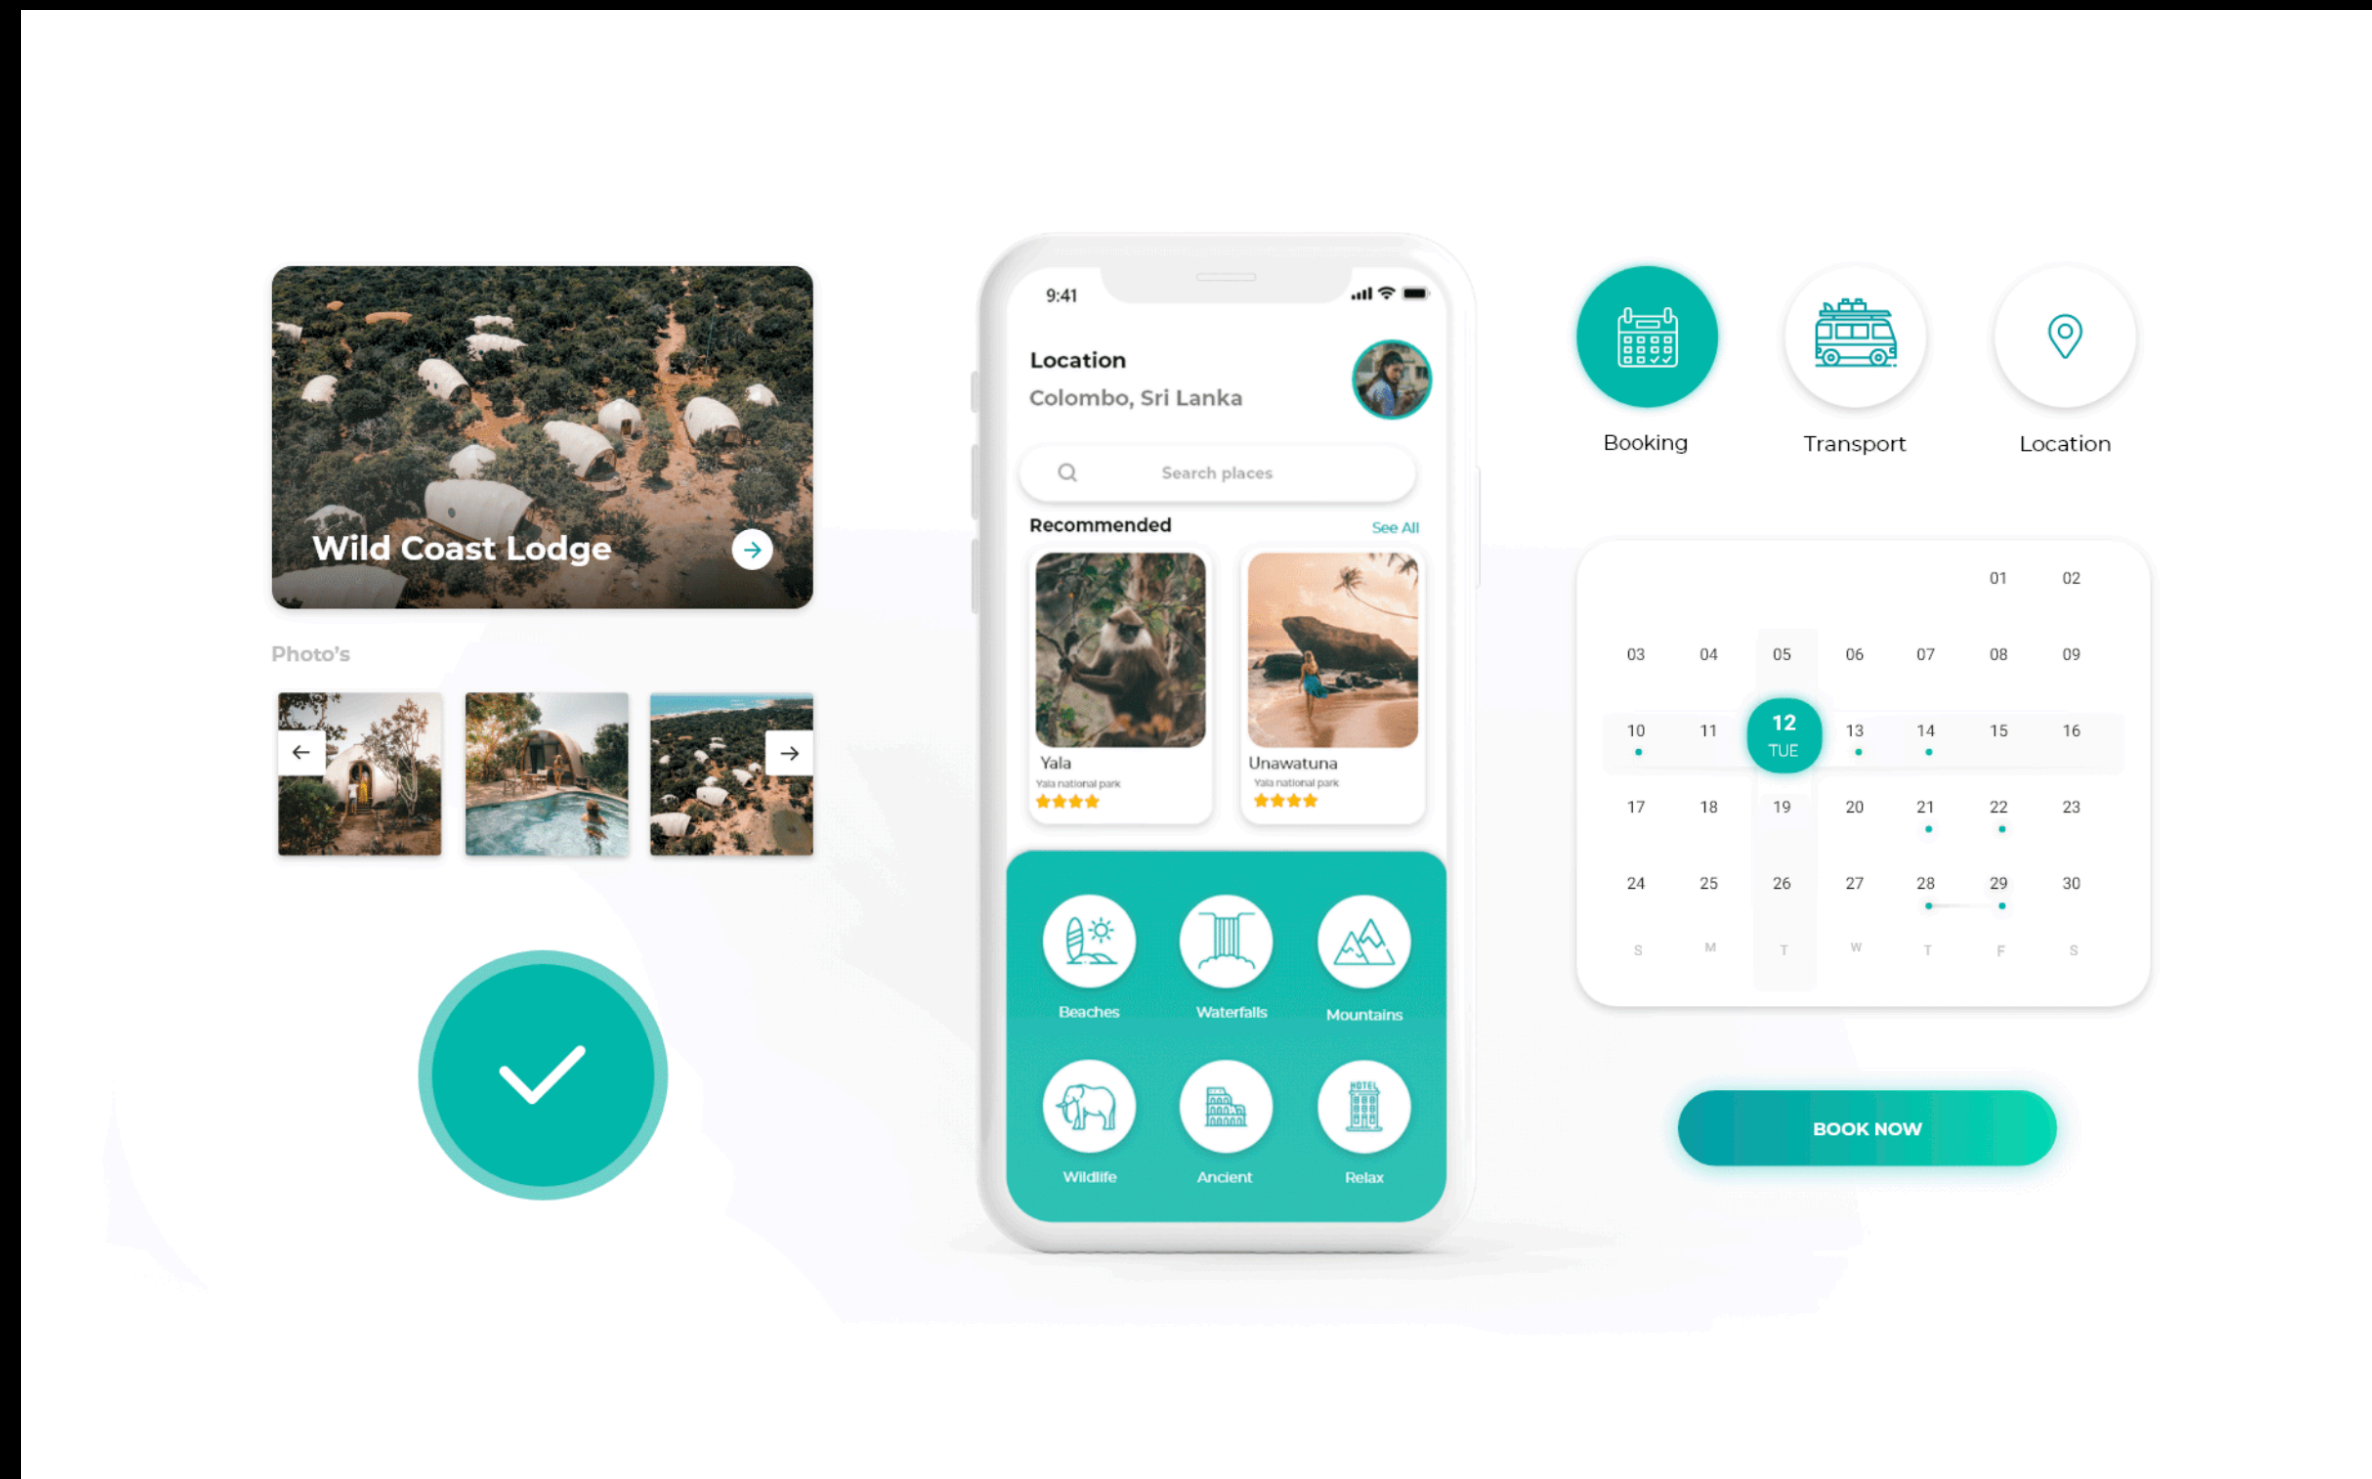 Wild Coast Lodge
Photo's
9:41
Location
Colombo, Sri Lanka
Search places
Recommended
See All
Yala
Yala national park
Unawatuna
Yala national park
Beaches
Waterfalls
Mountains
HOTEL
Wildlife
Ancient
Relax
Booking
Transport
Location
01 02
03 04 05 06 07 08 09
10 11 12 13 14 15 16
TUE
17 18 19 20 21 22 23
24 25 26 27 28 29 30
S M T W T F S
BOOK NOW